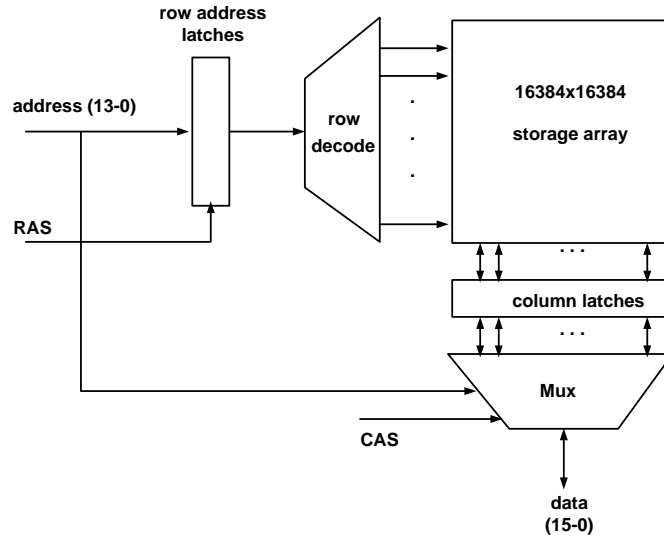 row address
latches
address (13-0)
row
decode
.
.
.
16384x16384
storage array
RAS
. . .
column latches
. . .
Mux
CAS
data
(15-0)